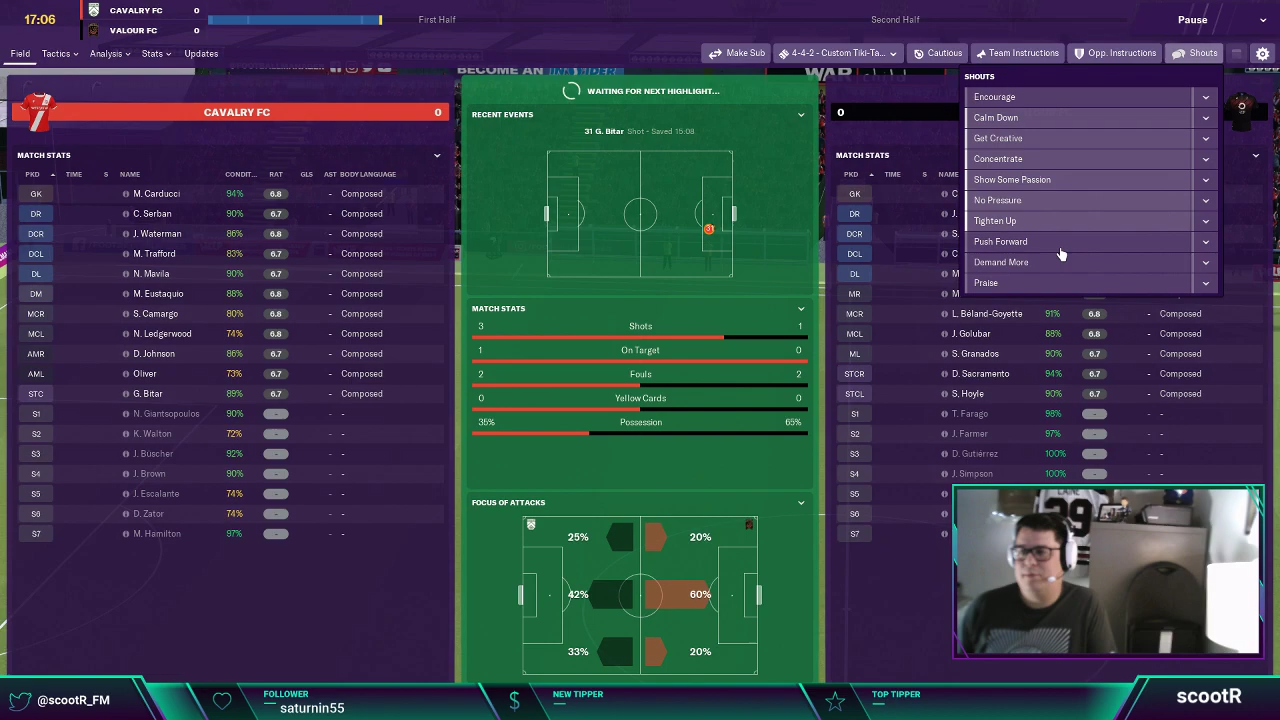 17:06
CAVALRY FC 0
VALOUR FC 0
First Half
Second Half
Pause
Field Tactics Analysis Stats Updates
Make Sub
4-4-2 - Custom Tiki-Ta...
Cautious
Team Instructions
Opp. Instructions
Shouts
BECOME AN INSIDER
WAR
SHOUTS
Encourage
Calm Down
Get Creative
Concentrate
Show Some Passion
No Pressure
Tighten Up
Push Forward
Demand More
Praise
CAVALRY FC 0
MATCH STATS
PKD TIME S NAME CONDIT... RAT GLS AST BODY LANGUAGE
GK M. Carducci 94% 6.8 - - Composed
DR C. Serban 90% 6.7 - - Composed
DCR J. Waterman 86% 6.8 - - Composed
DCL M. Trafford 83% 6.7 - - Composed
DL N. Mavila 90% 6.7 - - Composed
DM M. Eustaquio 88% 6.8 - - Composed
MCR S. Camargo 80% 6.8 - - Composed
MCL N. Ledgerwood 74% 6.8 - - Composed
AMR D. Johnson 86% 6.7 - - Composed
AML Oliver 73% 6.7 - - Composed
STC G. Bitar 89% 6.7 - - Composed
S1 N. Giantsopoulos 90% - - -
S2 K. Walton 72% - - -
S3 J. Büscher 92% - - -
S4 J. Brown 90% - - -
S5 J. Escalante 74% - - -
S6 D. Zator 74% - - -
S7 M. Hamilton 97% - - -
WAITING FOR NEXT HIGHLIGHT...
RECENT EVENTS
31 G. Bitar Shot - Saved 15:08
31
MATCH STATS
3 Shots 1
1 On Target 0
2 Fouls 2
0 Yellow Cards 0
35% Possession 65%
FOCUS OF ATTACKS
25% 20%
42% 60%
33% 20%
0
MATCH STATS
PKD TIME S NAME
GK C.
DR J.
DCR S.
DCL C.
DL
MR M
MCR L. Béland-Goyette 91% 6.8 - Composed
MCL J. Golubar 88% 6.8 - Composed
ML S. Granados 90% 6.7 - Composed
STCR D. Sacramento 94% 6.7 - Composed
STCL S. Hoyle 90% 6.7 - Composed
S1 T. Farago 98% - - -
S2 J. Farmer 97% - - -
S3 D. Gutiérrez 100% - - -
S4 J. Simpson 100% - - -
S5
S6
S7
LAINE
29
@scootR_FM
FOLLOWER
saturnin55
NEW TIPPER
TOP TIPPER
scootR